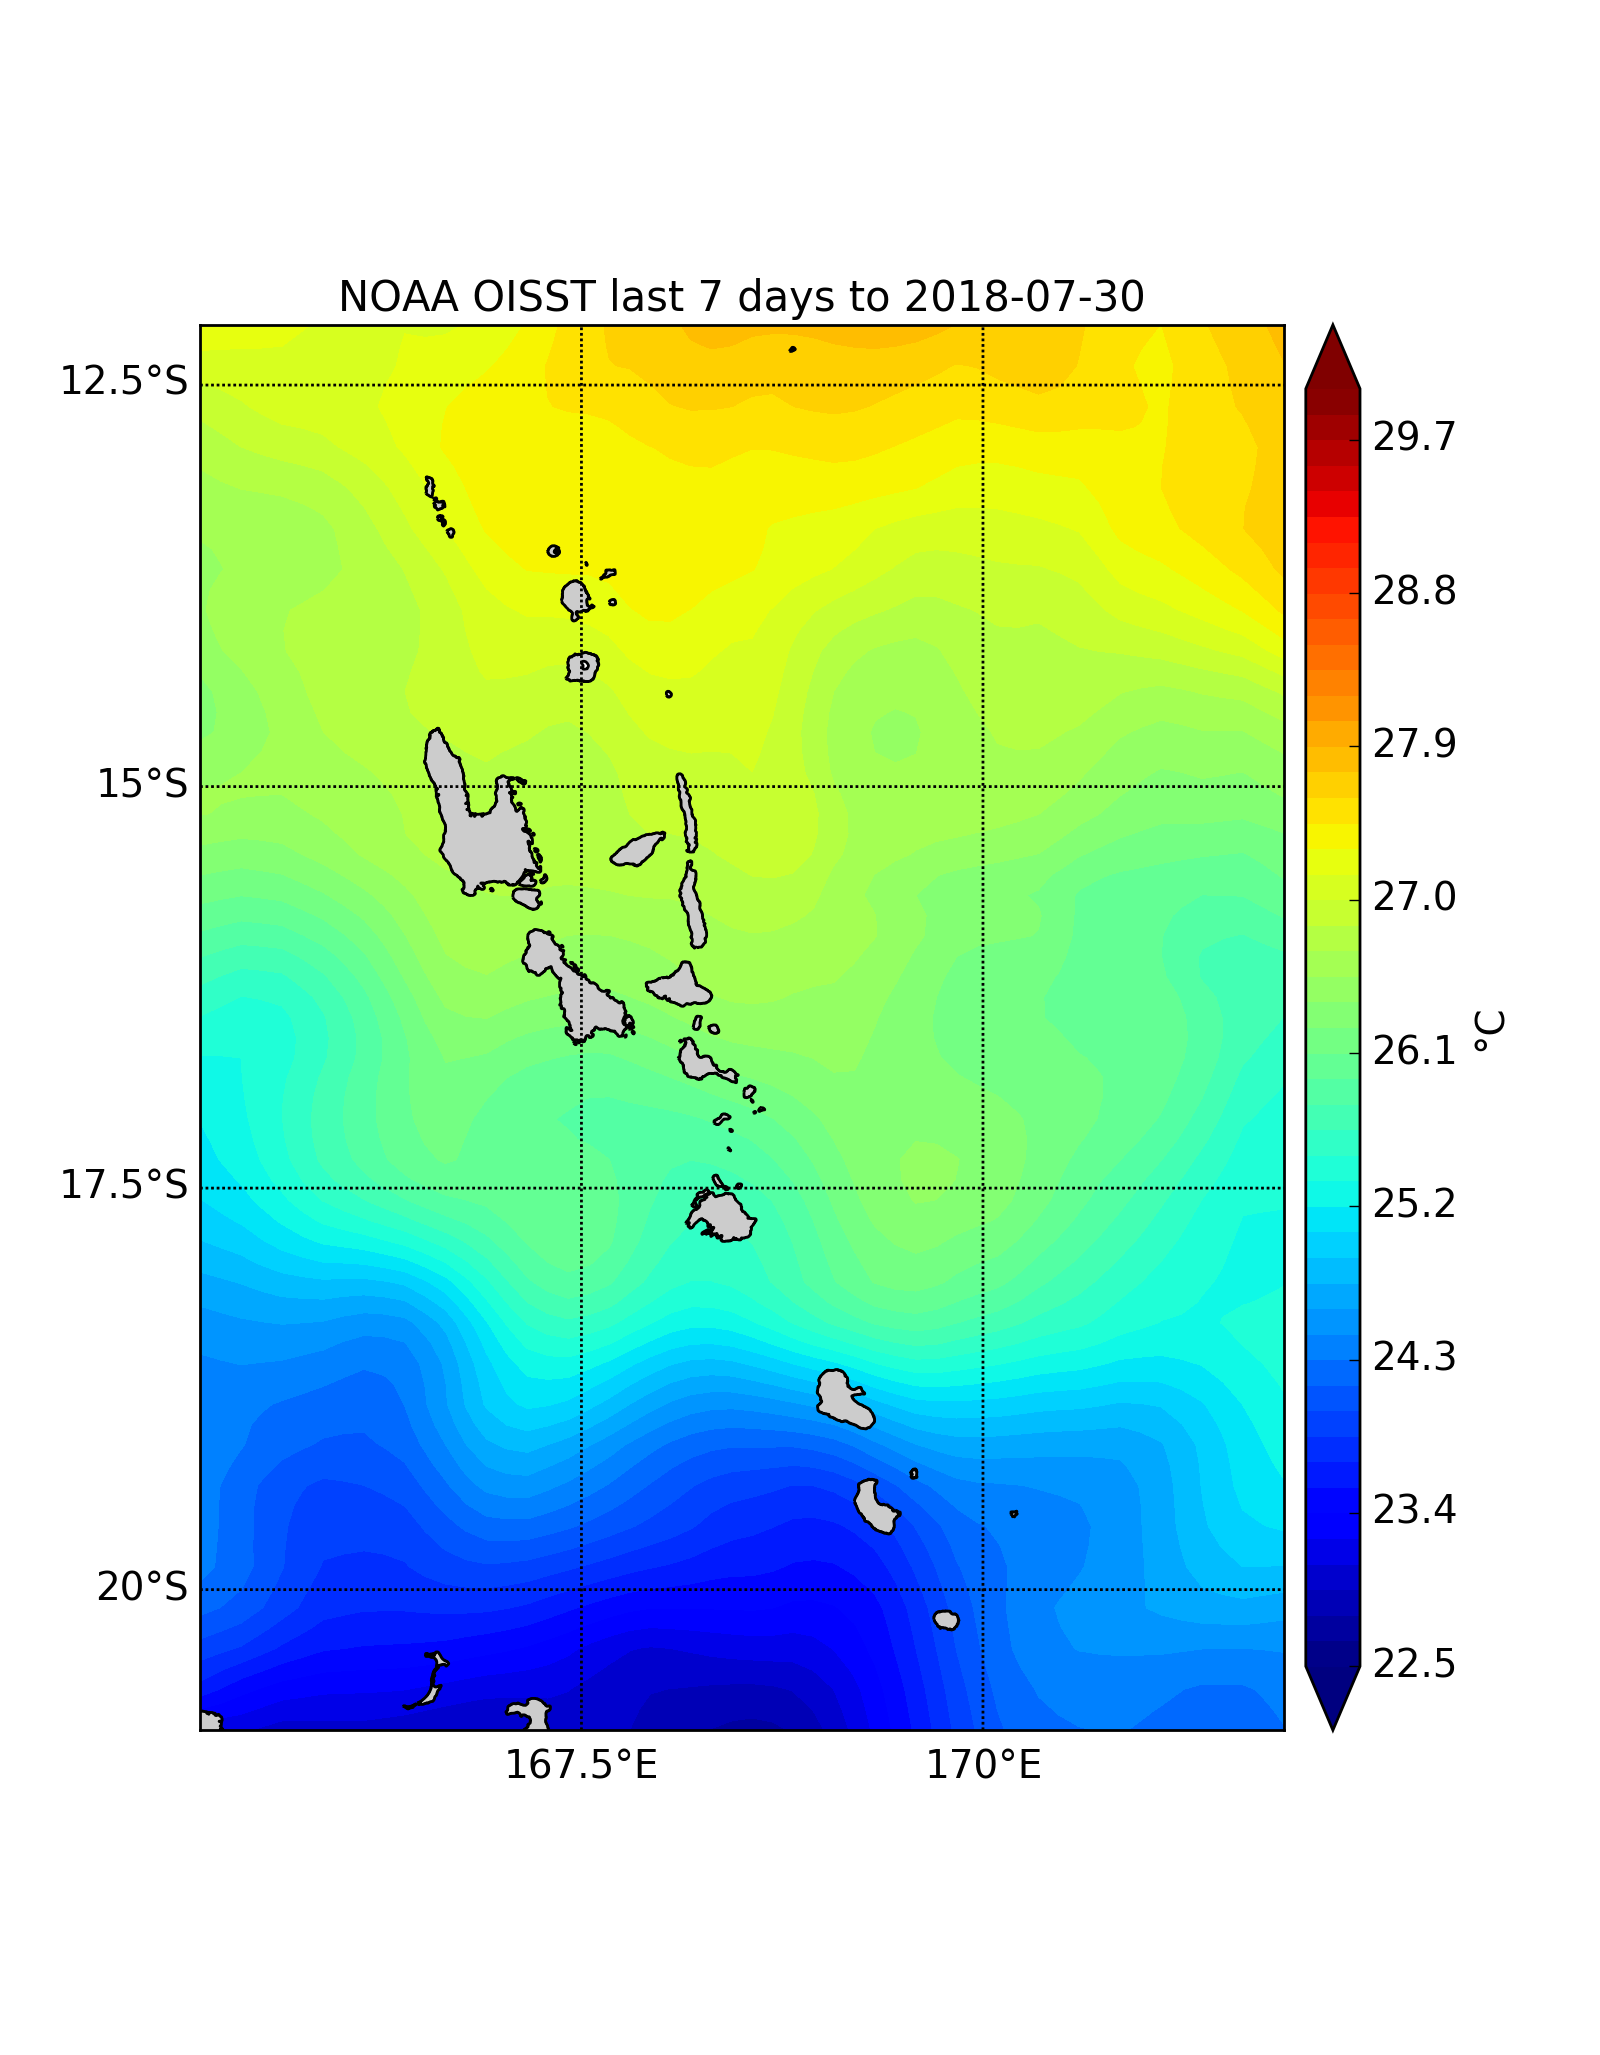 NOAA OISST last 7 days to 2018-07-30
12.5°S
15°S
17.5°S
20°S
167.5°E
170°E
29.7
28.8
27.9
27.0
26.1
25.2
24.3
23.4
22.5
°C